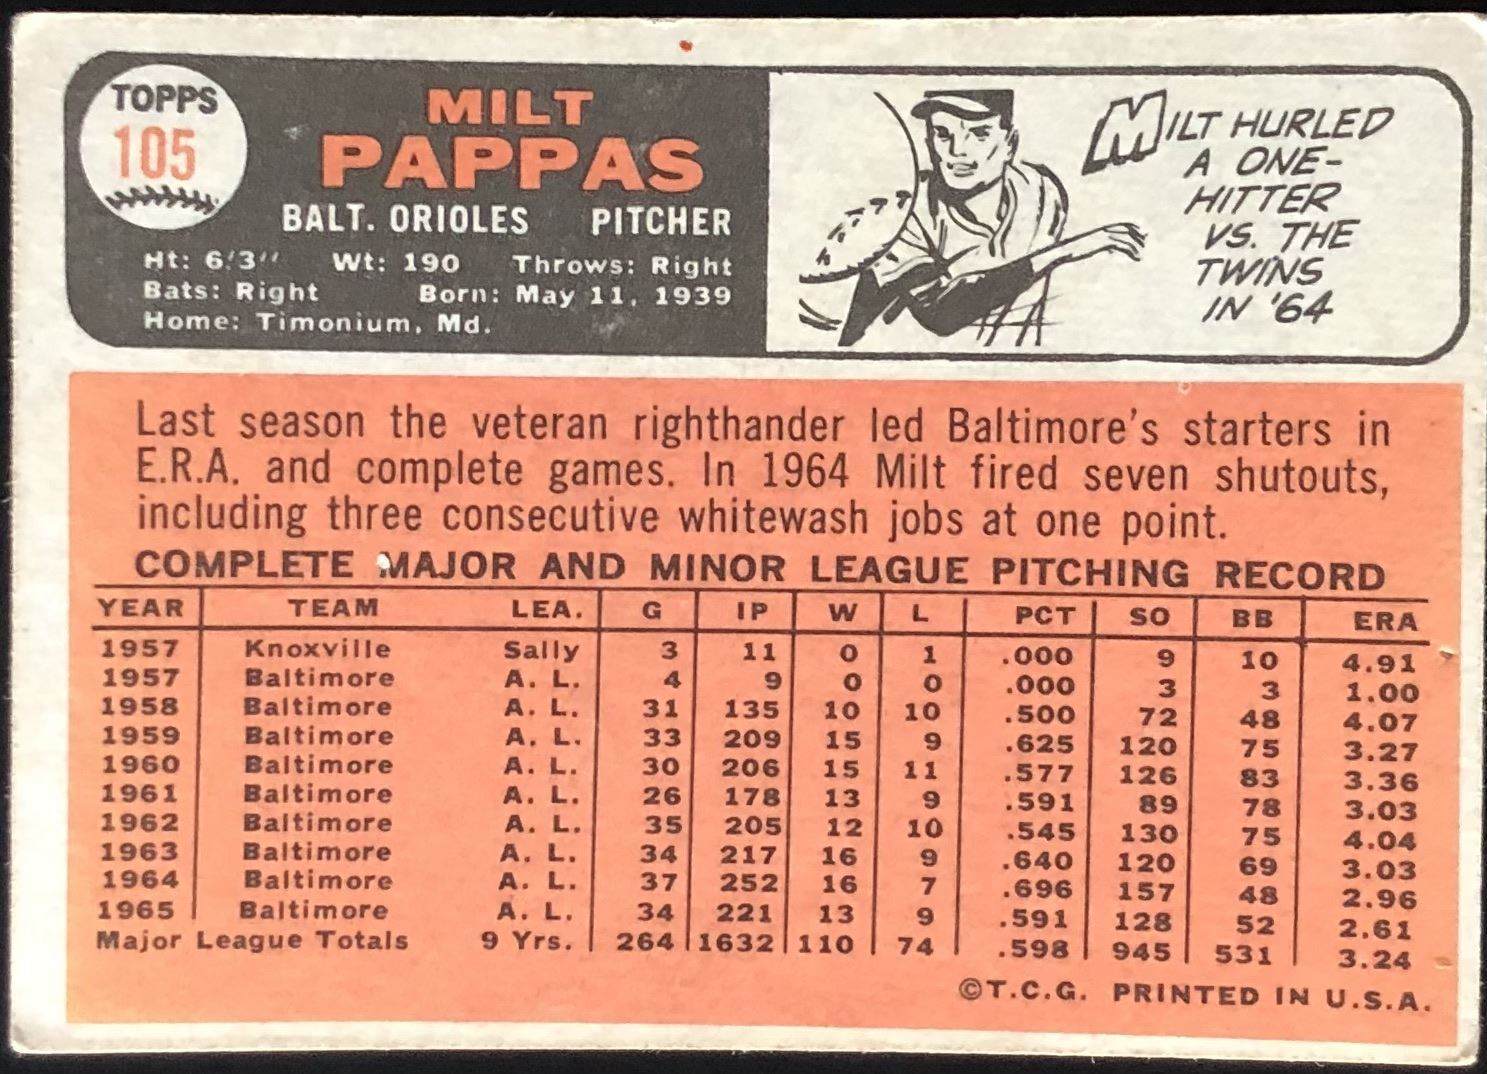 TOPPS
105
MILT
PAPPAS
BALT. ORIOLES PITCHER
Ht: 6'3" Wt: 190 Throws: Right
Bats: Right Born: May 11, 1939
Home: Timonium, Md.
MILT HURLED
A ONE-
HITTER
VS. THE
TWINS
IN '64
Last season the veteran righthander led Baltimore's starters in
E.R.A. and complete games. In 1964 Milt fired seven shutouts,
including three consecutive whitewash jobs at one point.
COMPLETE MAJOR AND MINOR LEAGUE PITCHING RECORD
YEAR TEAM LEA. G IP W L PCT SO BB ERA
1957 Knoxville Sally 3 11 0 1 .000 9 10 4.91
1957 Baltimore A. L. 4 9 0 0 .000 3 3 1.00
1958 Baltimore A. L. 31 135 10 10 .500 72 48 4.07
1959 Baltimore A. L. 33 209 15 9 .625 120 75 3.27
1960 Baltimore A. L. 30 206 15 11 .577 126 83 3.36
1961 Baltimore A. L. 26 178 13 9 .591 89 78 3.03
1962 Baltimore A. L. 35 205 12 10 .545 130 75 4.04
1963 Baltimore A. L. 34 217 16 9 .640 120 69 3.03
1964 Baltimore A. L. 37 252 16 7 .696 157 48 2.96
1965 Baltimore A. L. 34 221 13 9 .591 128 52 2.61
Major League Totals 9 Yrs. 264 1632 110 74 .598 945 531 3.24
©T.C.G. PRINTED IN U.S.A.